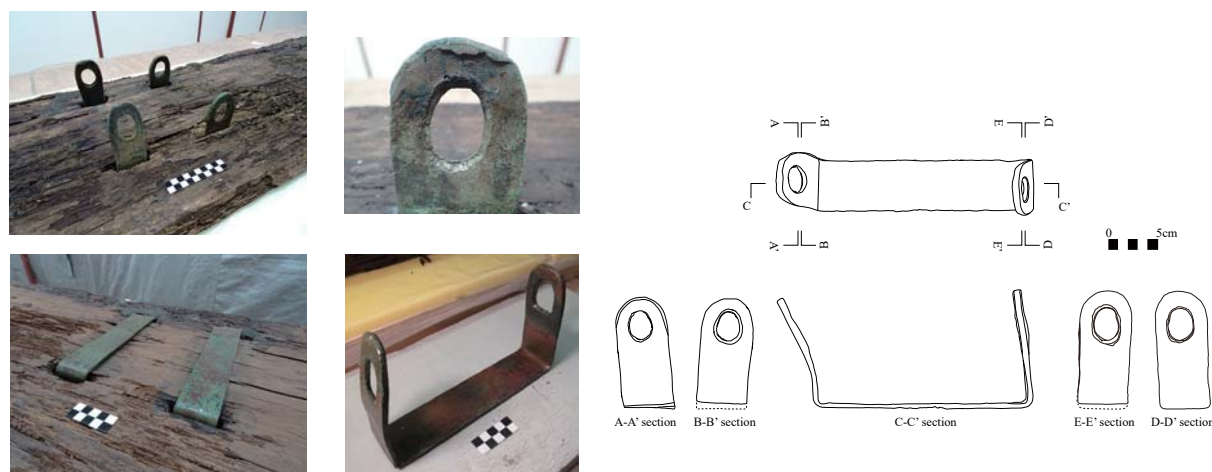 A B' E D'
C C'
A' B E' D
0 5cm
A-A' section B-B' section C-C' section E-E' section D-D' section